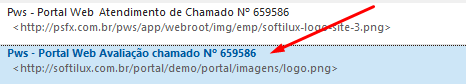 Pws - Portal Web  Atendimento de Chamado Nº 659586
<http://psfx.com.br/pws/app/webroot/img/emp/softilux-logo-site-3.png>
Pws - Portal Web Avaliação chamado Nº 659586
<http://softilux.com.br/portal/demo/portal/imagens/logo.png>